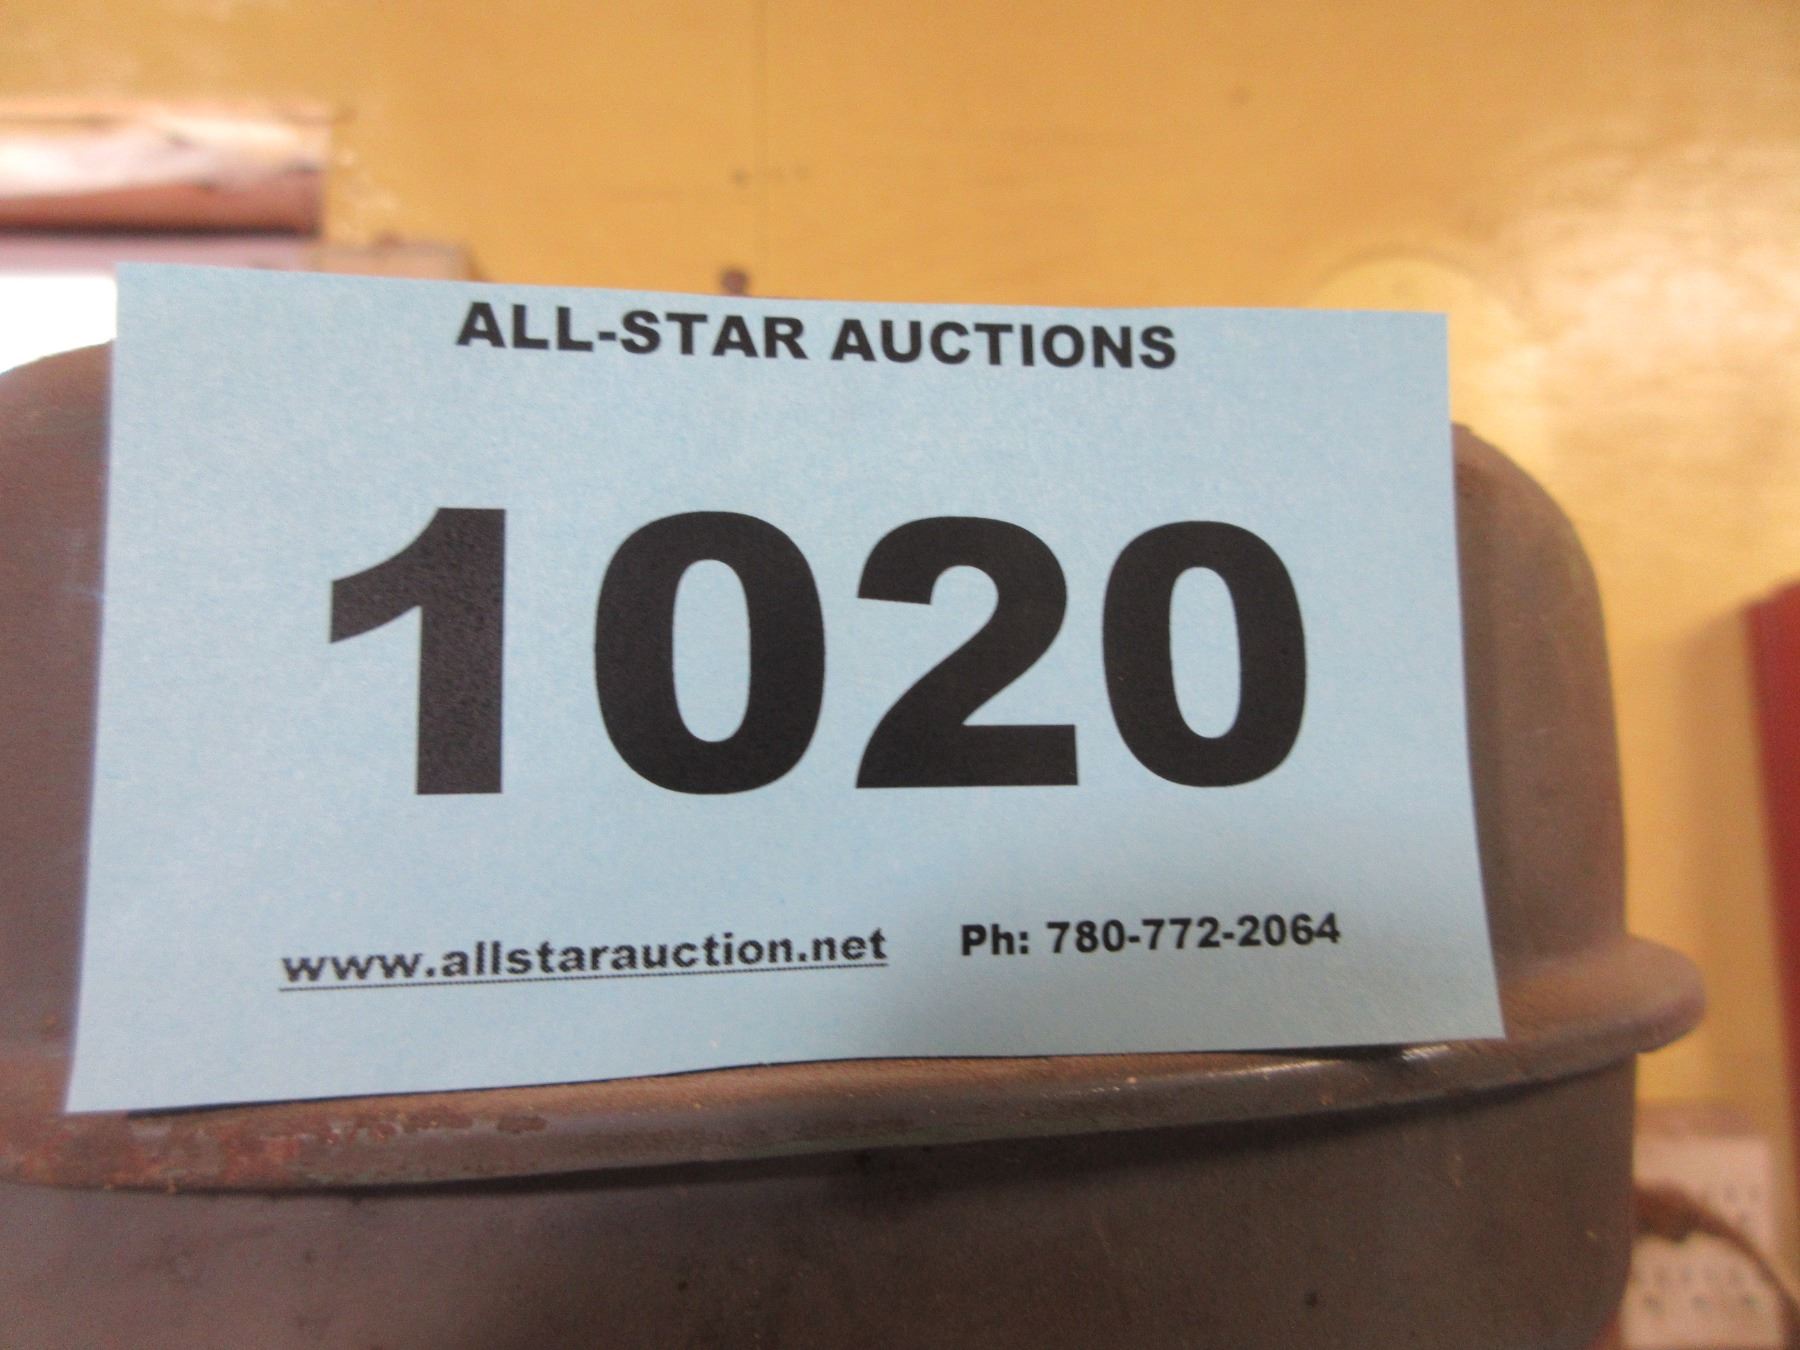 ALL-STAR AUCTIONS
1020
www.allstarauction.net Ph: 780-772-2064